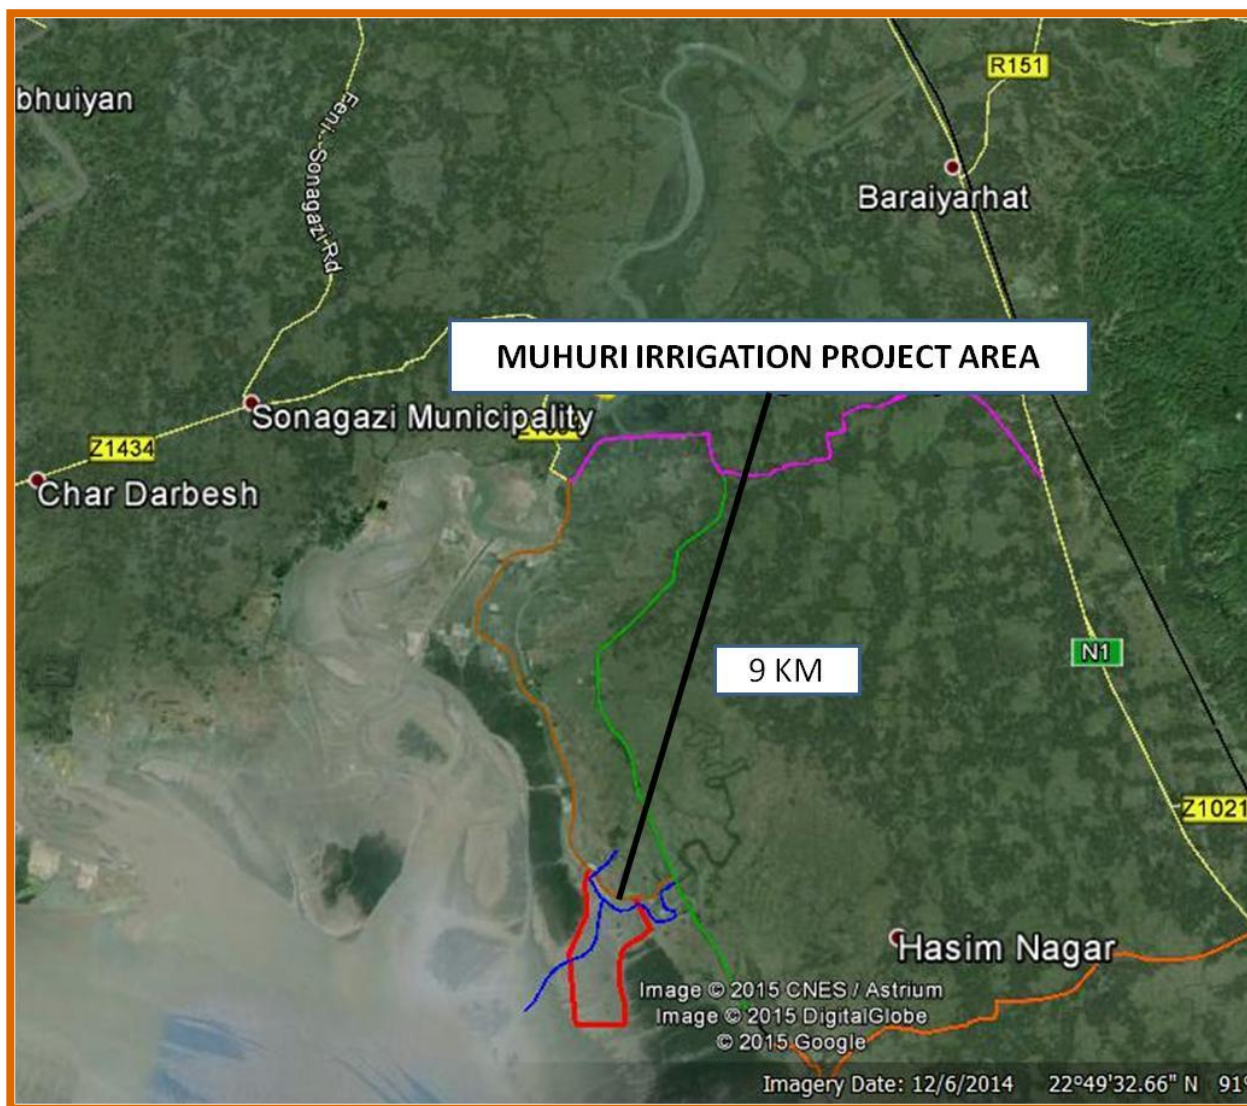 R151
bhuiyan
Feni--Sonagazi Rd
Baraiyarhat
MUHURI IRRIGATION PROJECT AREA
Sonagazi Municipality
Z1434
Char Darbesh
N1
9 KM
Z1021
Hasim Nagar
Image © 2015 CNES / Astrium
Image © 2015 DigitalGlobe
© 2015 Google
Imagery Date: 12/6/2014 22°49'32.66" N 91°